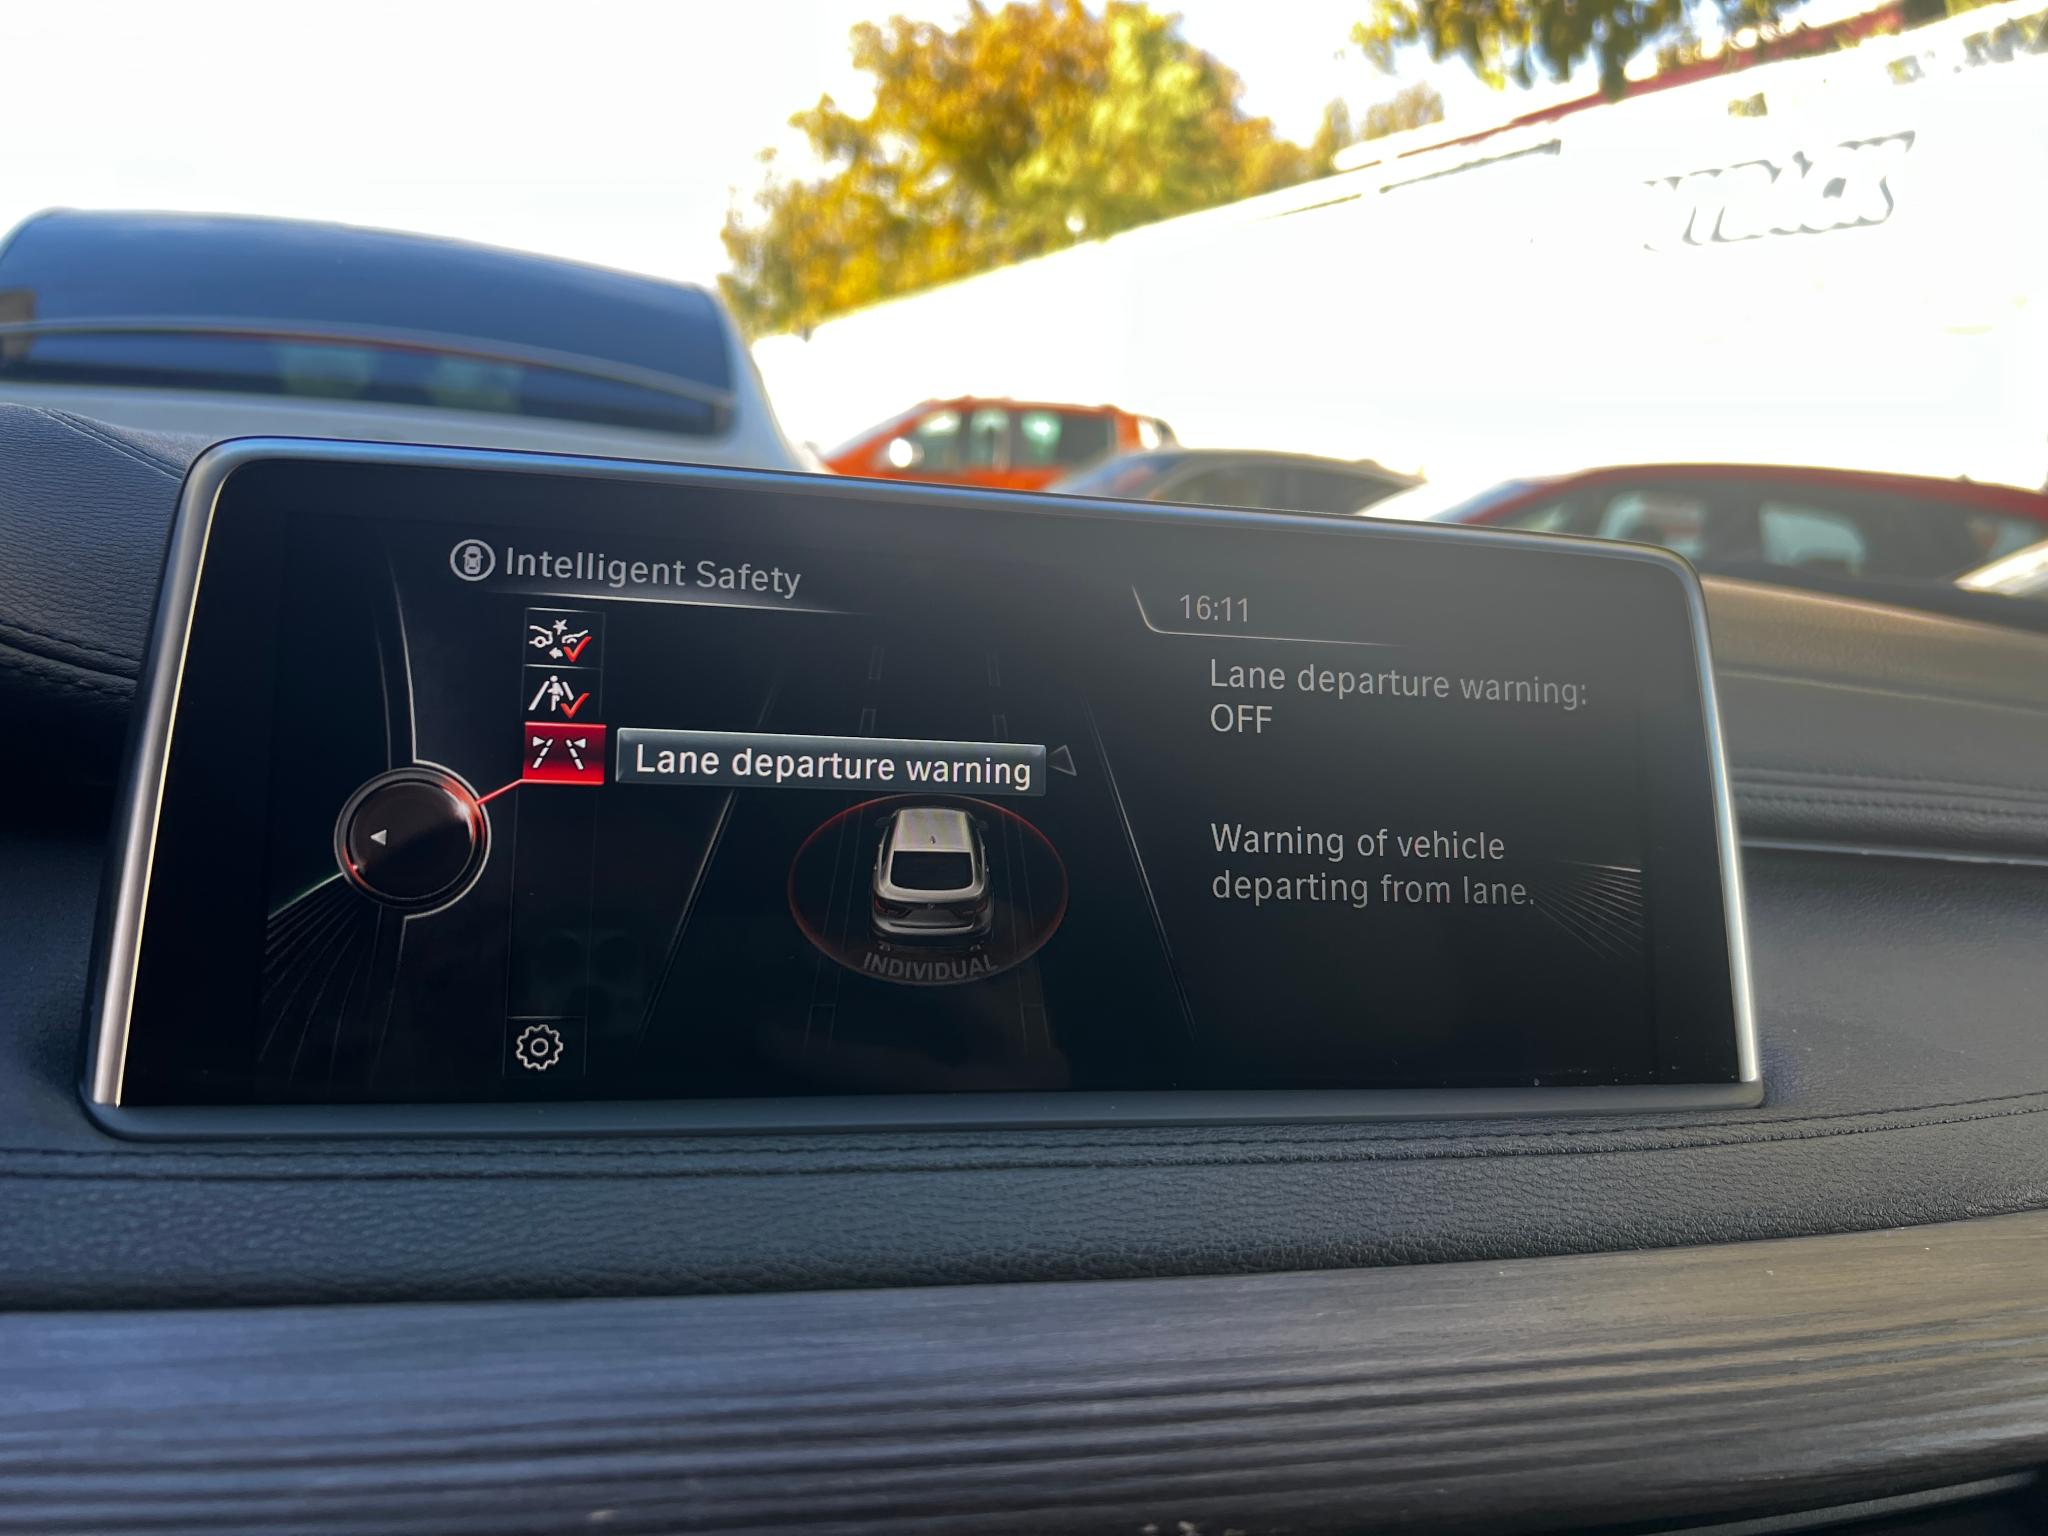 Intelligent Safety
16:11
Lane departure warning
Lane departure warning:
OFF
Warning of vehicle
departing from lane.
INDIVIDUAL